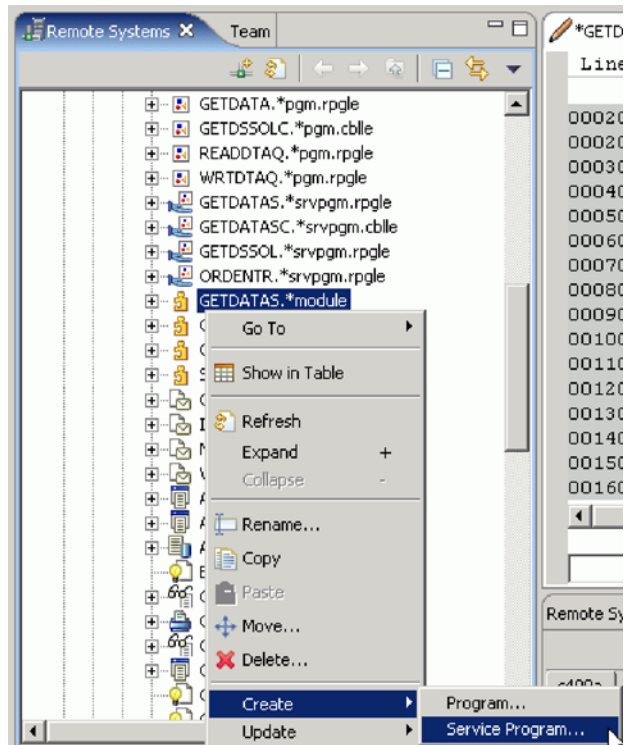 Remote Systems
Team
*GETD
Line
GETDATA.*pgm.rpgle
GETDSSOLC.*pgm.cblle
READDTAQ.*pgm.rpgle
WRTDTAQ.*pgm.rpgle
GETDATAS.*srvpgm.rpgle
GETDATASC.*srvpgm.cblle
GETDSSOL.*srvpgm.rpgle
ORDENTR.*srvpgm.rpgle
GETDATAS.*module
Go To
Show in Table
Refresh
Expand +
Collapse -
Rename...
Copy
Paste
Move...
Delete...
Create
Update
Program...
Service Program...
00020
00020
00030
00040
00050
00060
00070
00080
00090
00100
00110
00120
00130
00140
00150
00160
Remote Sy